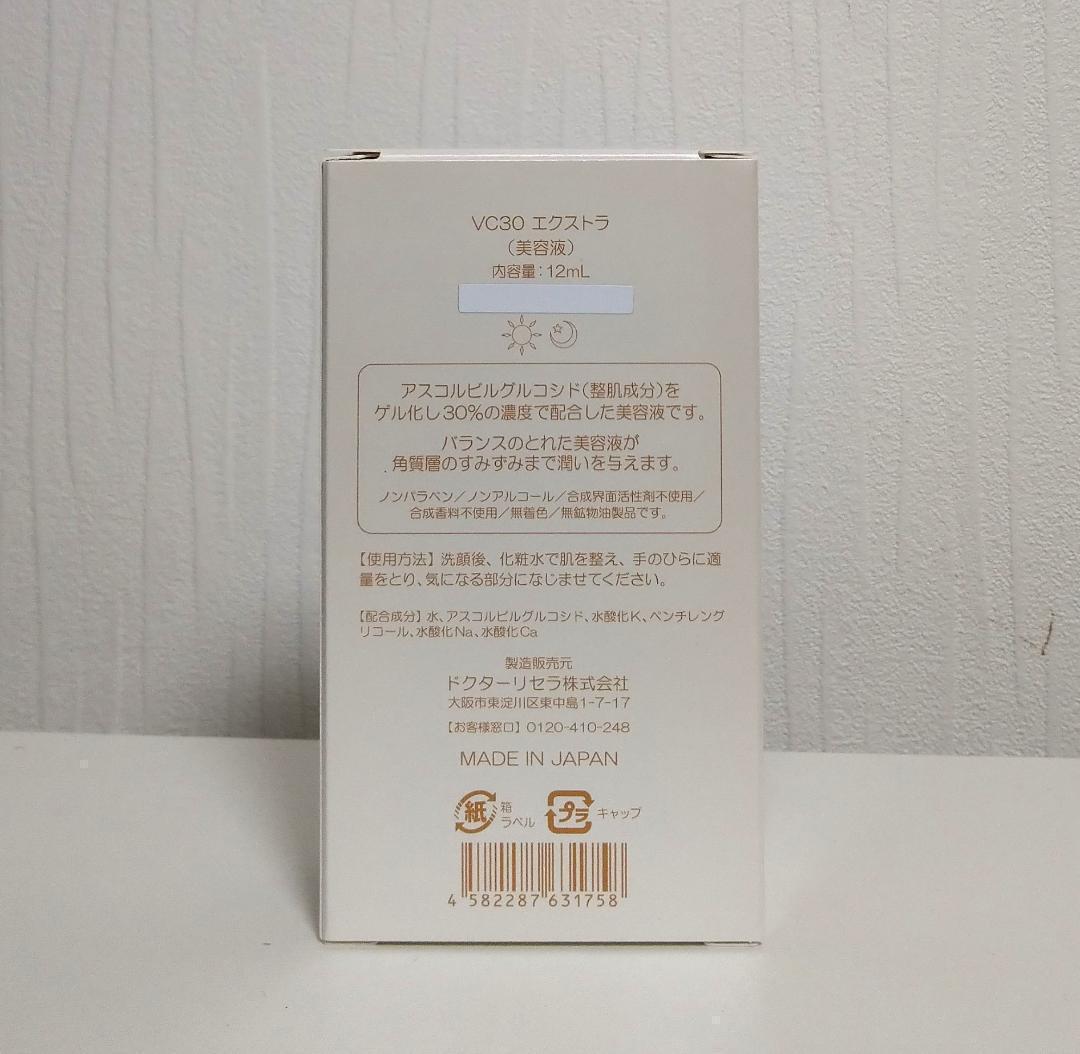 VC30 エクストラ
（美容液）
内容量：12mL
アスコルビルグルコシド（整肌成分）を
ゲル化し30%の濃度で配合した美容液です。
バランスのとれた美容液が
角質層のすみずみまで潤いを与えます。
ノンパラベン／ノンアルコール／合成界面活性剤不使用／
合成香料不使用／無着色／無鉱物油製品です。
【使用方法】洗顔後、化粧水で肌を整え、手のひらに適
量をとり、気になる部分になじませてください。
【配合成分】水、アスコルビルグルコシド、水酸化K、ペンチレング
リコール、水酸化Na、水酸化Ca
製造販売元
ドクターリセラ株式会社
大阪市東淀川区東中島1-7-17
【お客様窓口】0120-410-248
MADE IN JAPAN
紙 箱 ラベル プラ キャップ
4 582287 631758